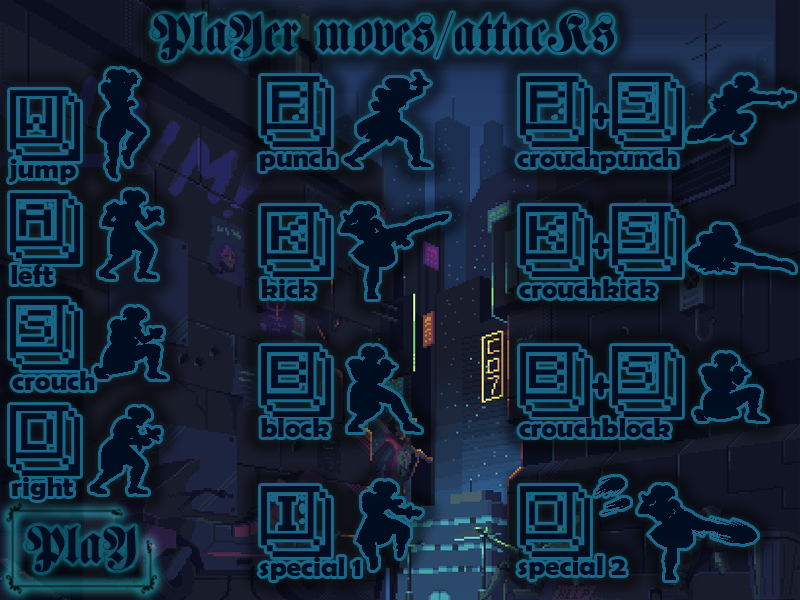 PlaYer moves/attacKs
W
jump
A
left
S
crouch
D
right
PlaY
P
punch
K
kick
B
block
I
special 1
P + S
crouchpunch
K + S
crouchkick
B + S
crouchblock
O
special 2